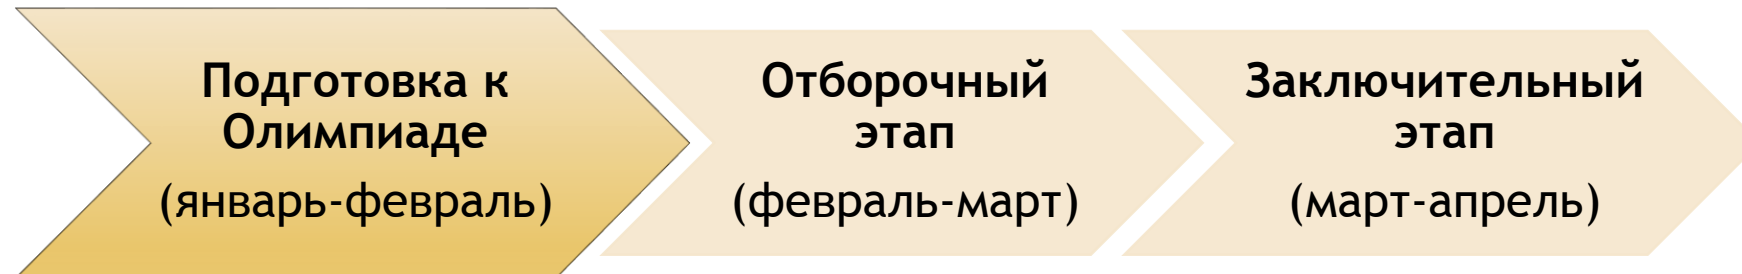 Подготовка к
Олимпиаде
(январь-февраль)
Отборочный
этап
(февраль-март)
Заключительный
этап
(март-апрель)